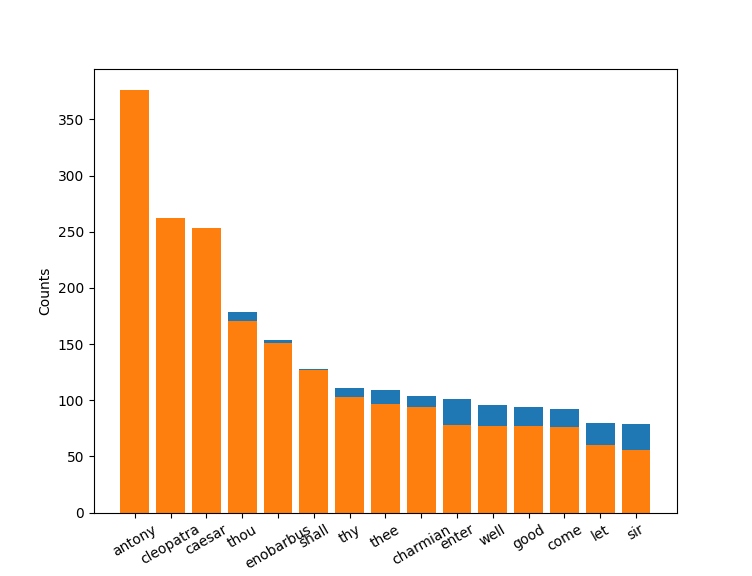 Counts
350
300
250
200
150
100
50
0
antony
cleopatra
caesar
thou
enobarbus
shall
thy
thee
charmian
enter
well
good
come
let
sir